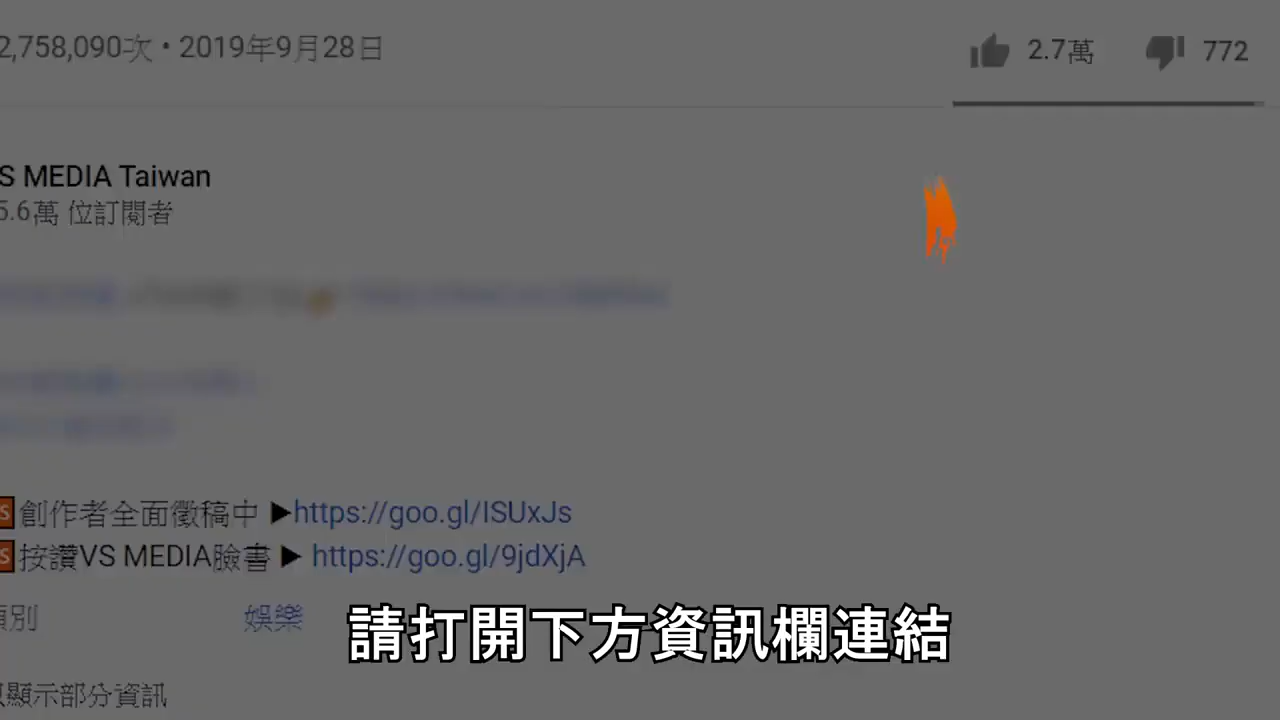 2,758,090次 • 2019年9月28日
2.7萬
772
S MEDIA Taiwan
5.6萬 位訂閱者
創作者全面徵稿中 ▶https://goo.gl/ISUxJs
按讚VS MEDIA臉書 ▶ https://goo.gl/9jdXjA
類別 娛樂
請打開下方資訊欄連結
顯示部分資訊